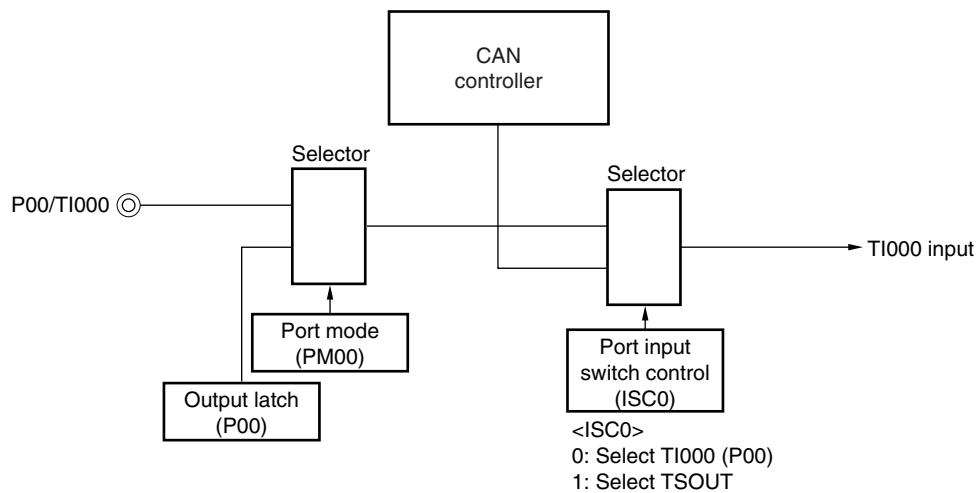 CAN
controller
Selector
Selector
P00/TI000
TI000 input
Port mode
(PM00)
Port input
switch control
(ISC0)
Output latch
(P00)
<ISC0>
0: Select TI000 (P00)
1: Select TSOUT